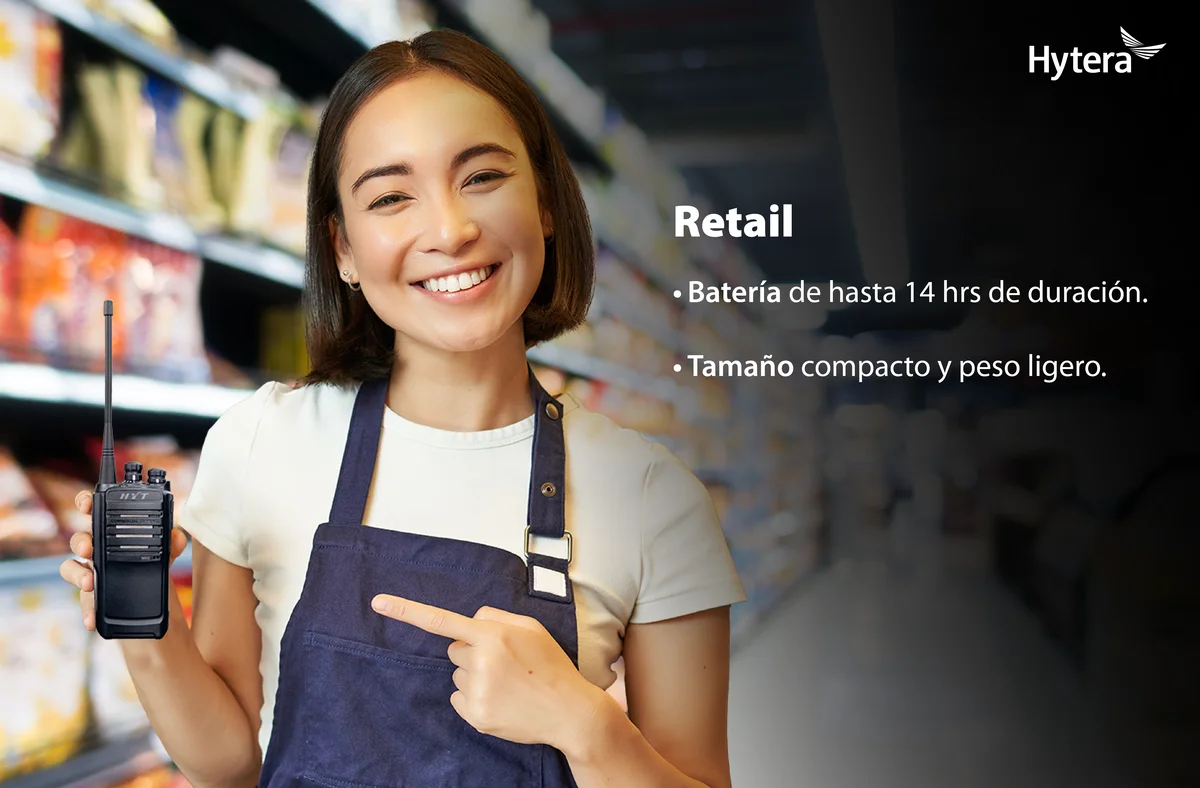 Hytera
Retail
• Batería de hasta 14 hrs de duración.
• Tamaño compacto y peso ligero.
HYT